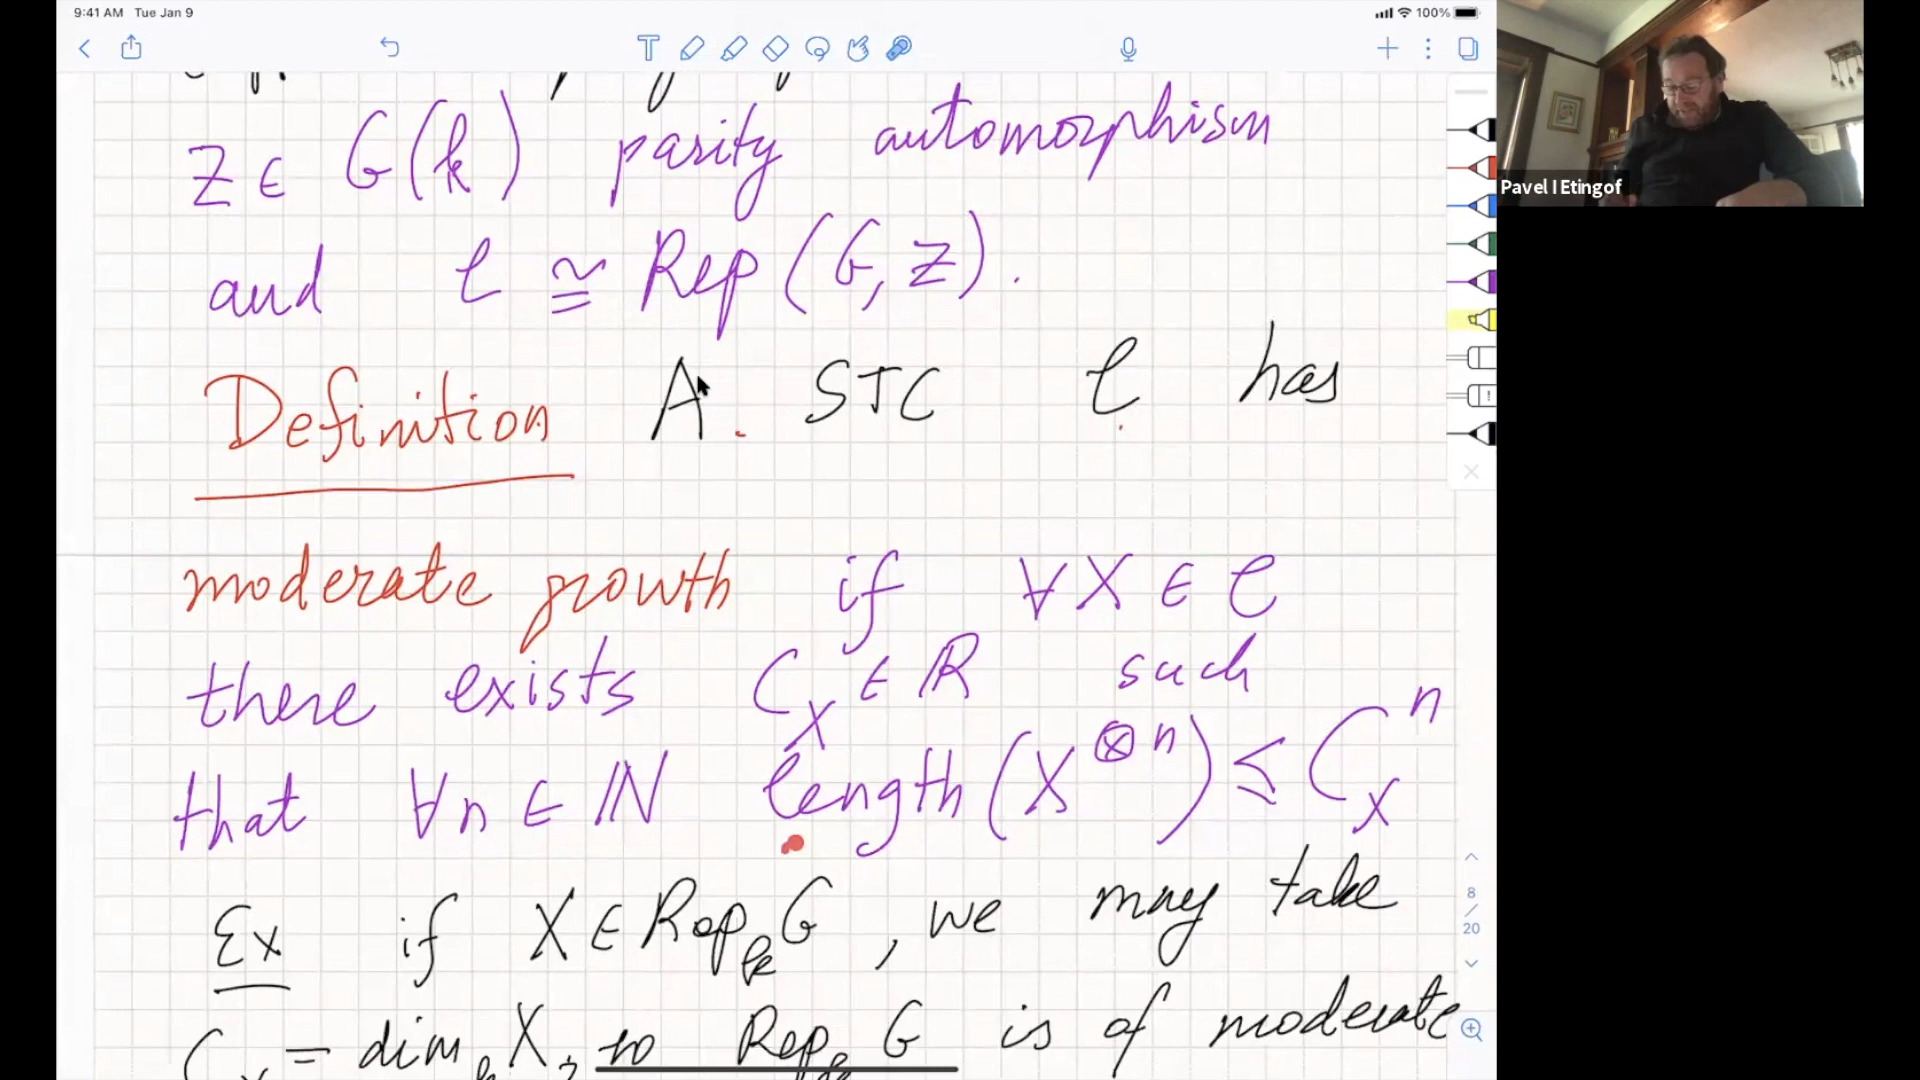 9:41 AM Tue Jan 9
100%
Pavel I Etingof
z ∈ G(k) parity automorphism
and C ≅ Rep(G, z).
Definition A STC C has
moderate growth if ∀X ∈ C
there exists C_X ∈ ℝ such
that ∀n ∈ ℕ length(X^{⊗n}) ≤ C_X^n
Ex if X ∈ Rep_k G, we may take
C_X = dim_k X, so Rep_k G is of moderate
8
/
20